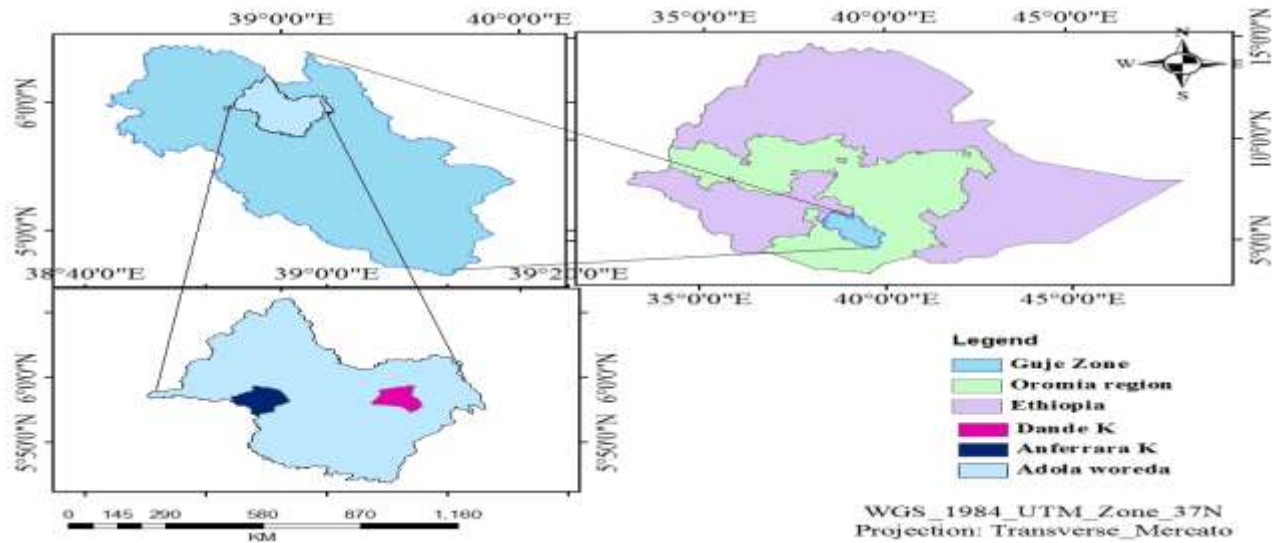 39°0'0"E 40°0'0"E
35°0'0"E 40°0'0"E 45°0'0"E
6°0'0"N
5°0'0"N
N
W E
S
15°0'0"N
10°0'0"N
5°0'0"N
38°40'0"E 39°0'0"E 39°20'0"E
35°0'0"E 40°0'0"E 45°0'0"E
6°0'0"N
5°50'0"N
6°0'0"N
5°50'0"N
Legend
Guje Zone
Oromia region
Ethiopia
Dande K
Anferrara K
Adola woreda
0 145 290 580 870 1,160
KM
WGS_1984_UTM_Zone_37N
Projection: Transverse_Mercato